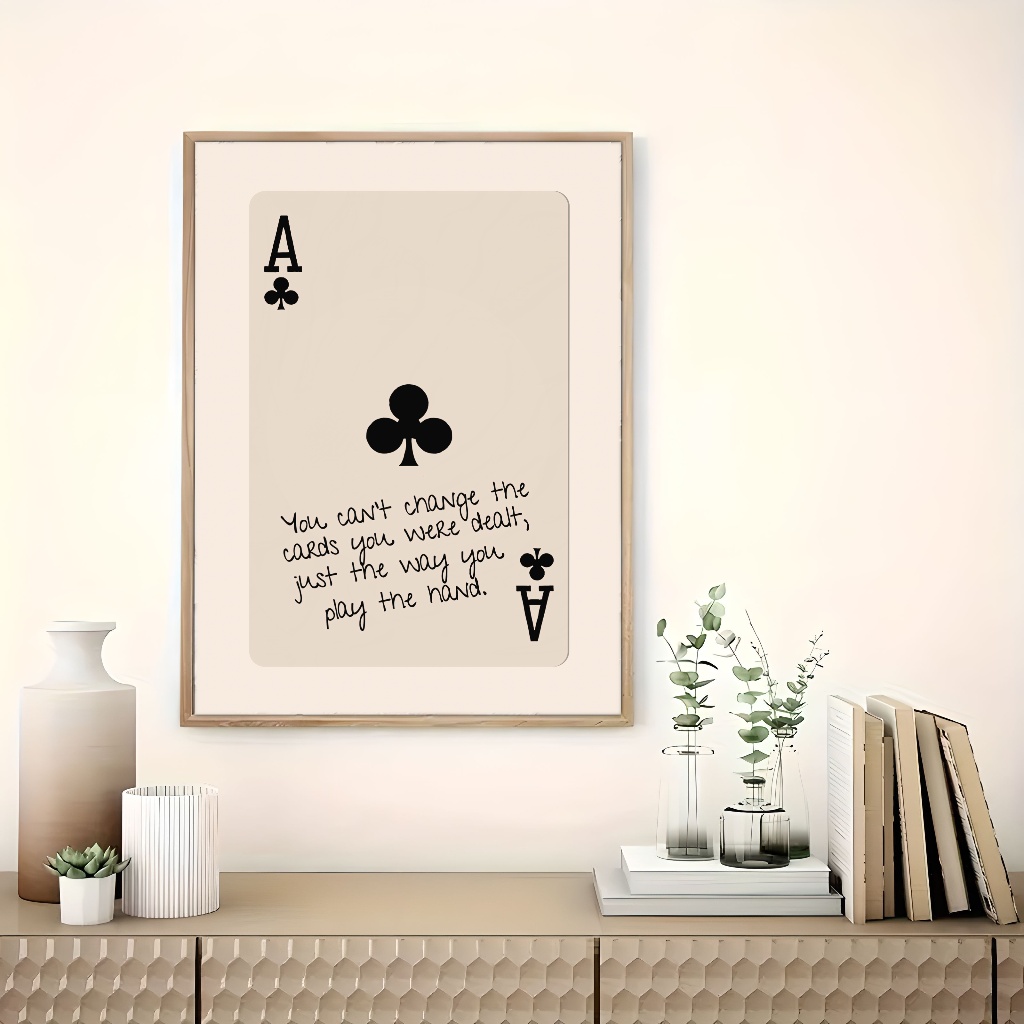 A
You can't change the
cards you were dealt,
just the way you
play the hand.
A